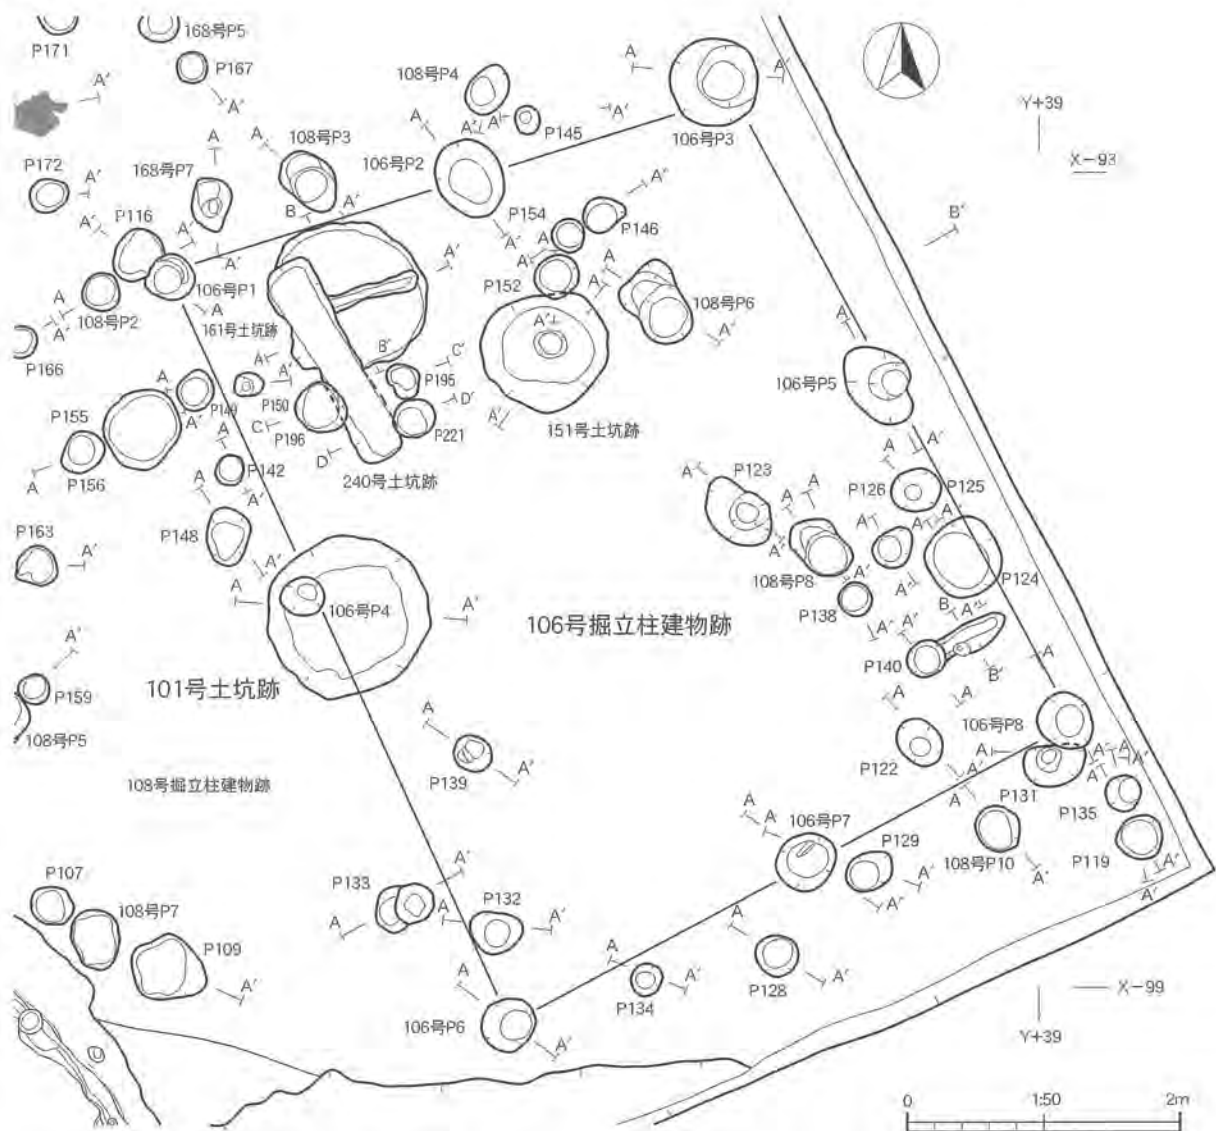 168号P5
P171
P167
A'
A'
108号P4
A
A'
Y+39
A
108号P3
A
A
A'
A'
A'
P145
106号P3
106号P2
X-93
P172
168号P7
A'
A'
P116
B
A'
P154
A'
P146
B'
A'
A'
A'
A
A
A'
A
P152
A
A
106号P1
A
108号P6
108号P2
A'
161号土坑跡
A'
A'
A
P166
A
B'
C'
106号P5
A
A'
P195
P155
P149
P150
D'
A'
A'
C
P196
P221
151号土坑跡
A
A
P142
D
A
P123
A
A'
A
P156
A
A'
240号土坑跡
A
A
P126
P125
P163
P148
A
A'
A'
A'
A
A'
108号P8
A'
A'
P124
A
106号P4
A'
P138
B
A'
106号掘立柱建物跡
A'
A'
A'
P140
A
B'
101号土坑跡
P159
A
A
A
108号P5
106号P8
A
P139
A'
P122
A'
A'
A
A'
108号掘立柱建物跡
A
P131
P135
A
A
106号P7
P129
108号P10
P119
P107
P133
A'
A'
A'
A'
A'
108号P7
A
P132
A'
A'
P109
A
A
A
A'
A
A'
P128
A'
106号P6
P134
X-99
A'
Y+39
0
1:50
2m